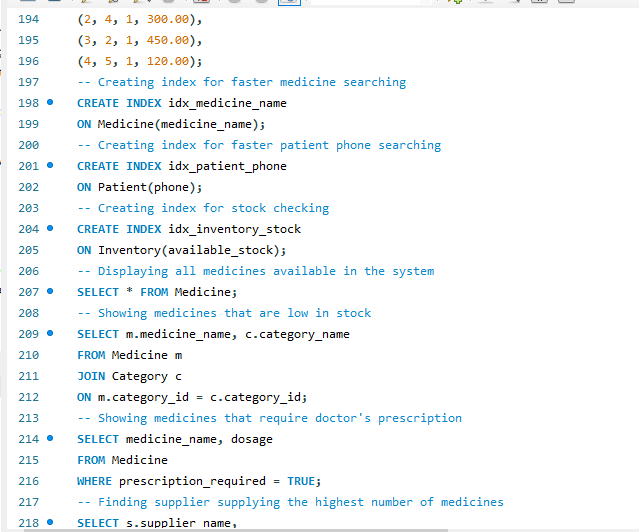 194 (2, 4, 1, 300.00),
195 (3, 2, 1, 450.00),
196 (4, 5, 1, 120.00);
197 -- Creating index for faster medicine searching
198 CREATE INDEX idx_medicine_name
199 ON Medicine(medicine_name);
200 -- Creating index for faster patient phone searching
201 CREATE INDEX idx_patient_phone
202 ON Patient(phone);
203 -- Creating index for stock checking
204 CREATE INDEX idx_inventory_stock
205 ON Inventory(available_stock);
206 -- Displaying all medicines available in the system
207 SELECT * FROM Medicine;
208 -- Showing medicines that are low in stock
209 SELECT m.medicine_name, c.category_name
210 FROM Medicine m
211 JOIN Category c
212 ON m.category_id = c.category_id;
213 -- Showing medicines that require doctor's prescription
214 SELECT medicine_name, dosage
215 FROM Medicine
216 WHERE prescription_required = TRUE;
217 -- Finding supplier supplying the highest number of medicines
218 SELECT s.supplier_name,